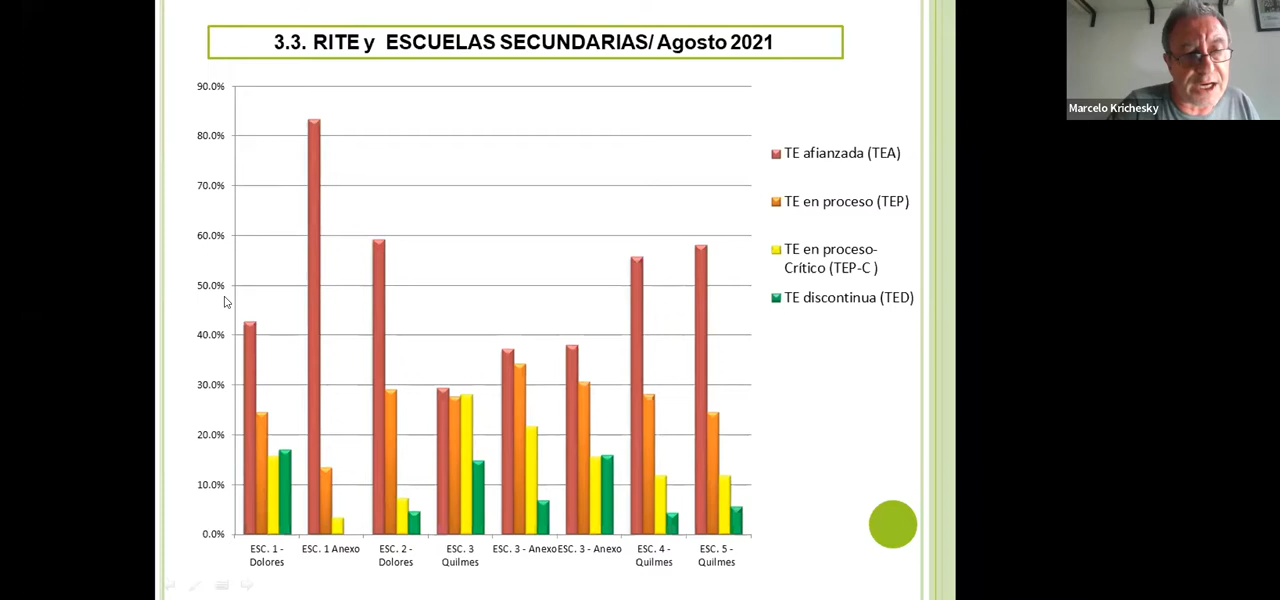 3.3. RITE y ESCUELAS SECUNDARIAS/ Agosto 2021
Marcelo Krichesky
90.0%
80.0%
70.0%
60.0%
50.0%
40.0%
30.0%
20.0%
10.0%
0.0%
TE afianzada (TEA)
TE en proceso (TEP)
TE en proceso-
Crítico (TEP-C )
TE discontinua (TED)
ESC. 1 -
Dolores
ESC. 1 Anexo
ESC. 2 -
Dolores
ESC. 3
Quilmes
ESC. 3 - Anexo
ESC. 3 - Anexo
ESC. 4 -
Quilmes
ESC. 5 -
Quilmes